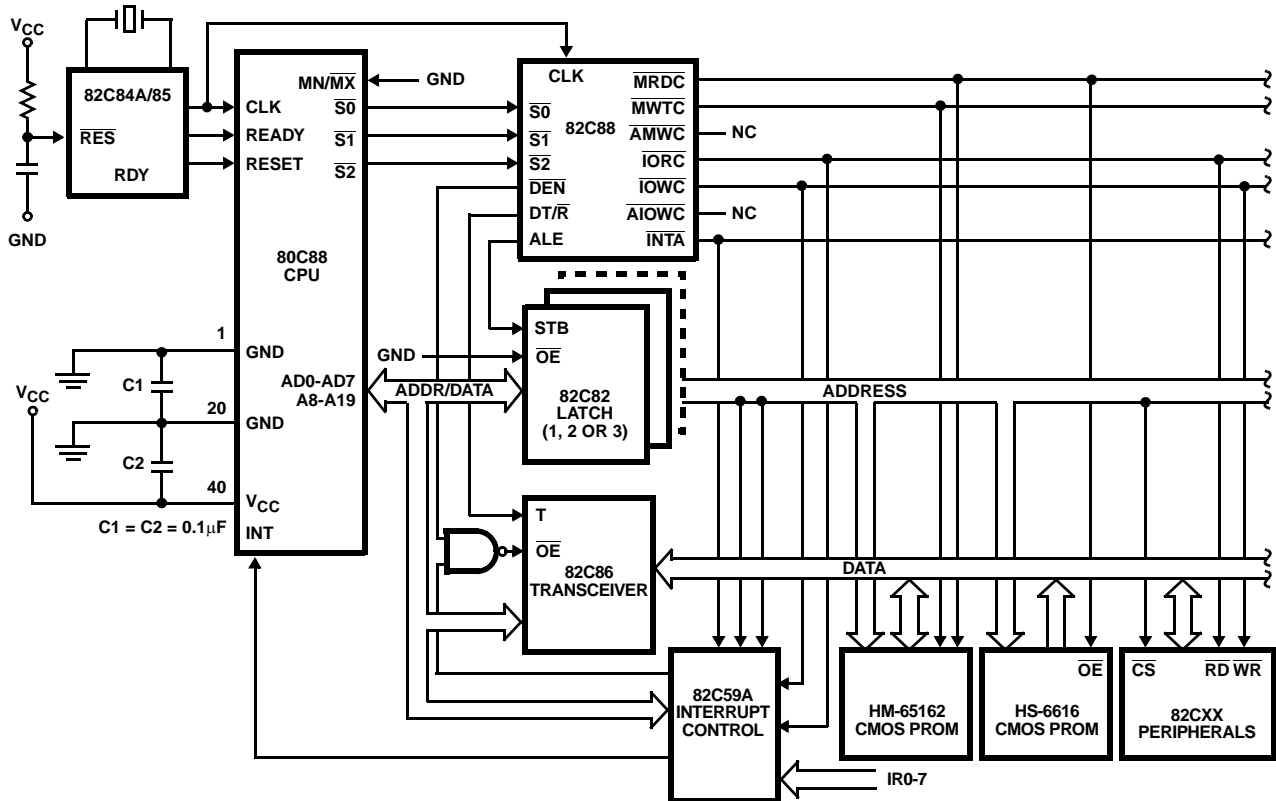 VCC
82C84A/85
RES
RDY
GND
CLK
READY
RESET
MN/MX
S0
S1
S2
GND
80C88
CPU
1
GND
C1
AD0-AD7
A8-A19
VCC
20
GND
C2
40
VCC
C1 = C2 = 0.1μF
INT
CLK
S0
S1
S2
DEN
DT/R
ALE
82C88
MRDC
MWTC
AMWC
NC
IORC
IOWC
AIOWC
NC
INTA
STB
GND
OE
82C82
LATCH
(1, 2 OR 3)
ADDR/DATA
ADDRESS
T
OE
82C86
TRANSCEIVER
DATA
82C59A
INTERRUPT
CONTROL
IR0-7
HM-65162
CMOS PROM
OE
HS-6616
CMOS PROM
CS
RD WR
82CXX
PERIPHERALS